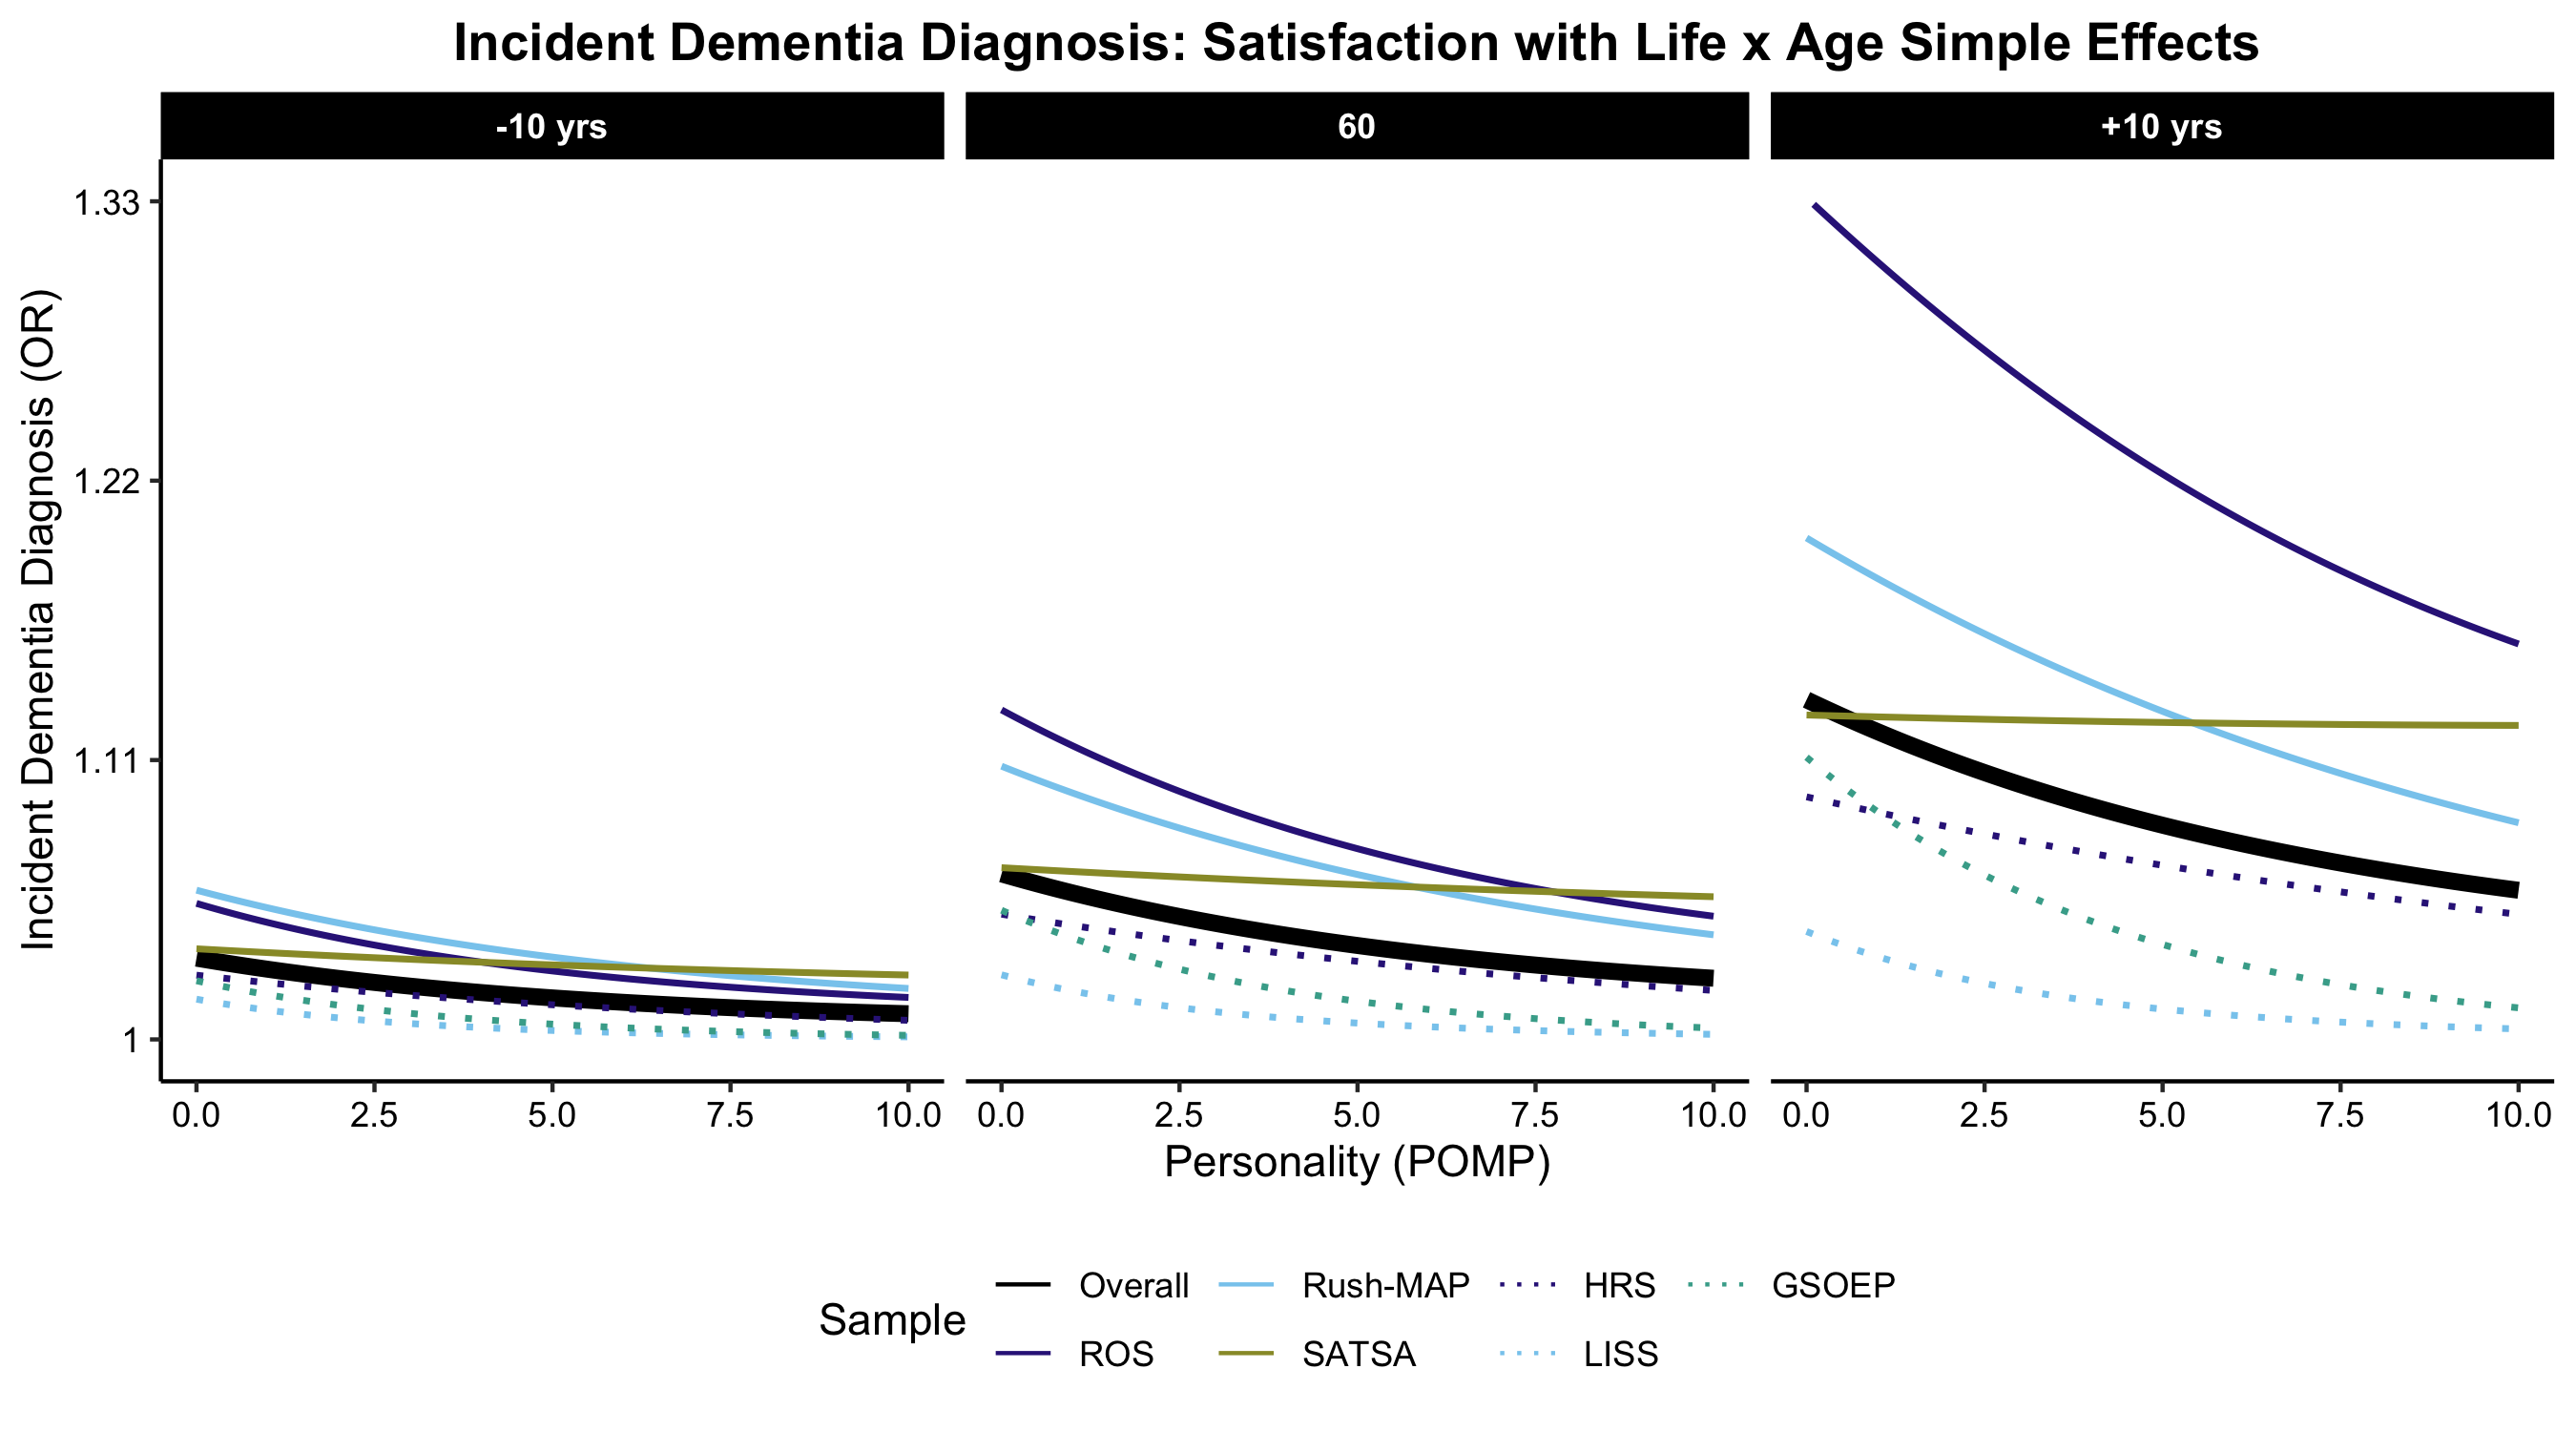 Incident Dementia Diagnosis: Satisfaction with Life x Age Simple Effects
-10 yrs
60
+10 yrs
Incident Dementia Diagnosis (OR)
1.33
1.22
1.11
1
0.0 2.5 5.0 7.5 10.0
0.0 2.5 5.0 7.5 10.0
0.0 2.5 5.0 7.5 10.0
Personality (POMP)
Sample
Overall Rush-MAP HRS GSOEP
ROS SATSA LISS